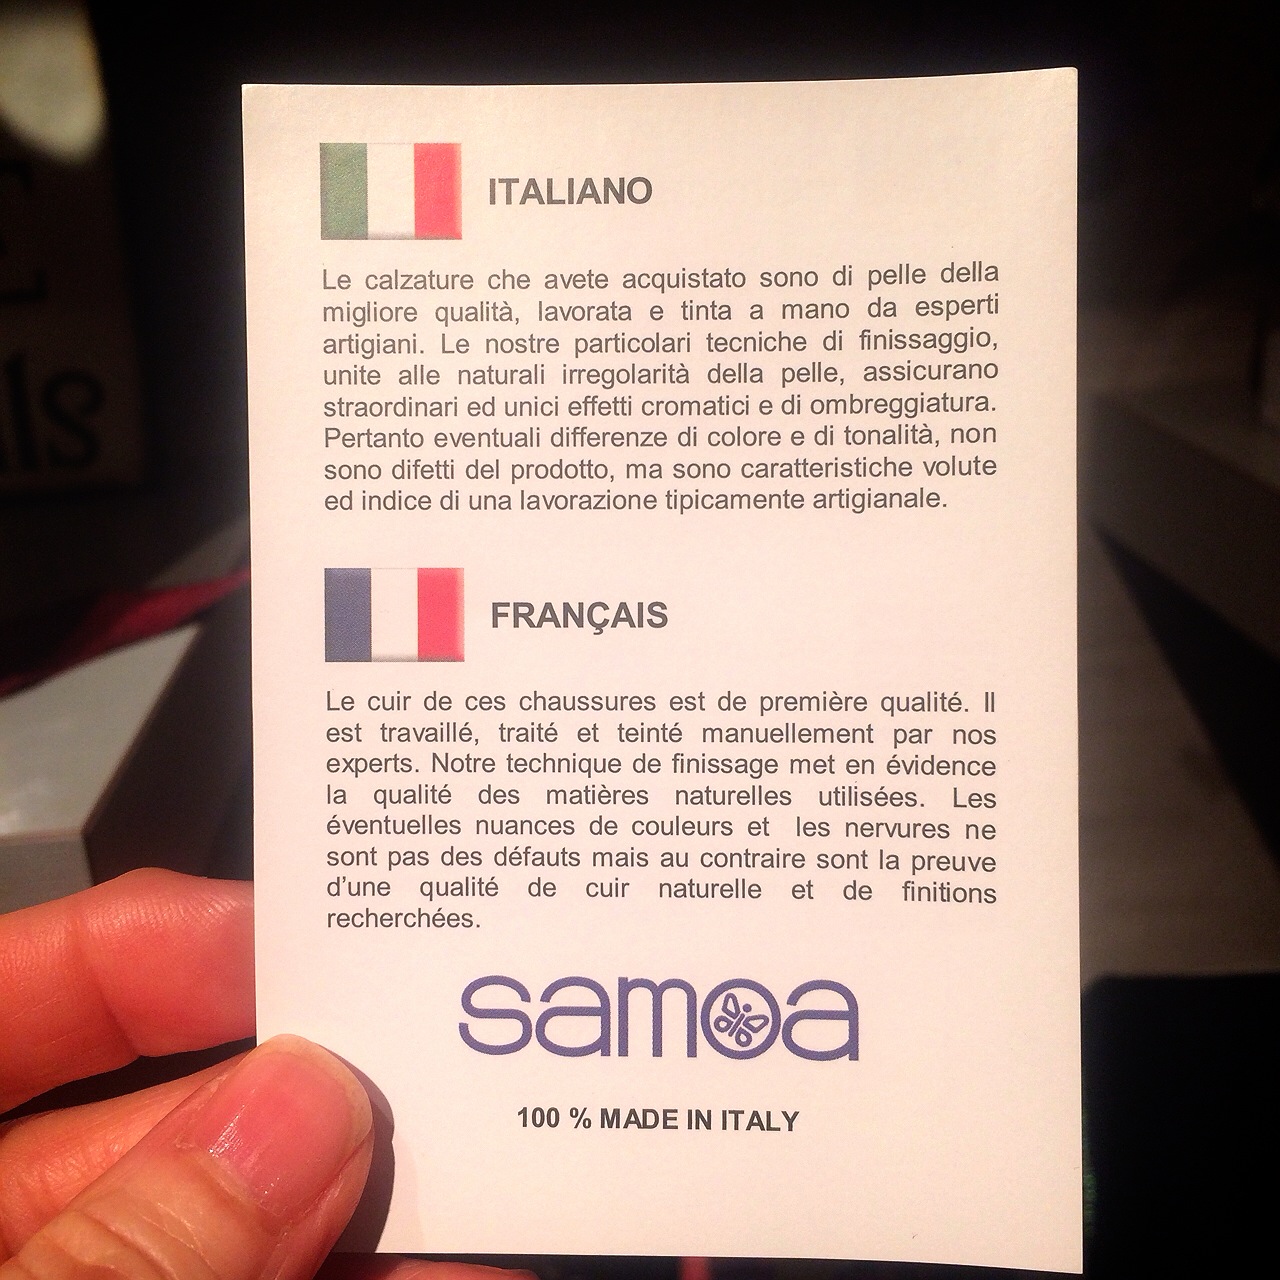 ITALIANO
Le calzature che avete acquistato sono di pelle della
migliore qualità, lavorata e tinta a mano da esperti
artigiani. Le nostre particolari tecniche di finissaggio,
unite alle naturali irregolarità della pelle, assicurano
straordinari ed unici effetti cromatici e di ombreggiatura.
Pertanto eventuali differenze di colore e di tonalità, non
sono difetti del prodotto, ma sono caratteristiche volute
ed indice di una lavorazione tipicamente artigianale.
FRANÇAIS
Le cuir de ces chaussures est de première qualité. Il
est travaillé, traité et teinté manuellement par nos
experts. Notre technique de finissage met en évidence
la qualité des matières naturelles utilisées. Les
éventuelles nuances de couleurs et les nervures ne
sont pas des défauts mais au contraire sont la preuve
d'une qualité de cuir naturelle et de finitions
recherchées.
samoa
100 % MADE IN ITALY